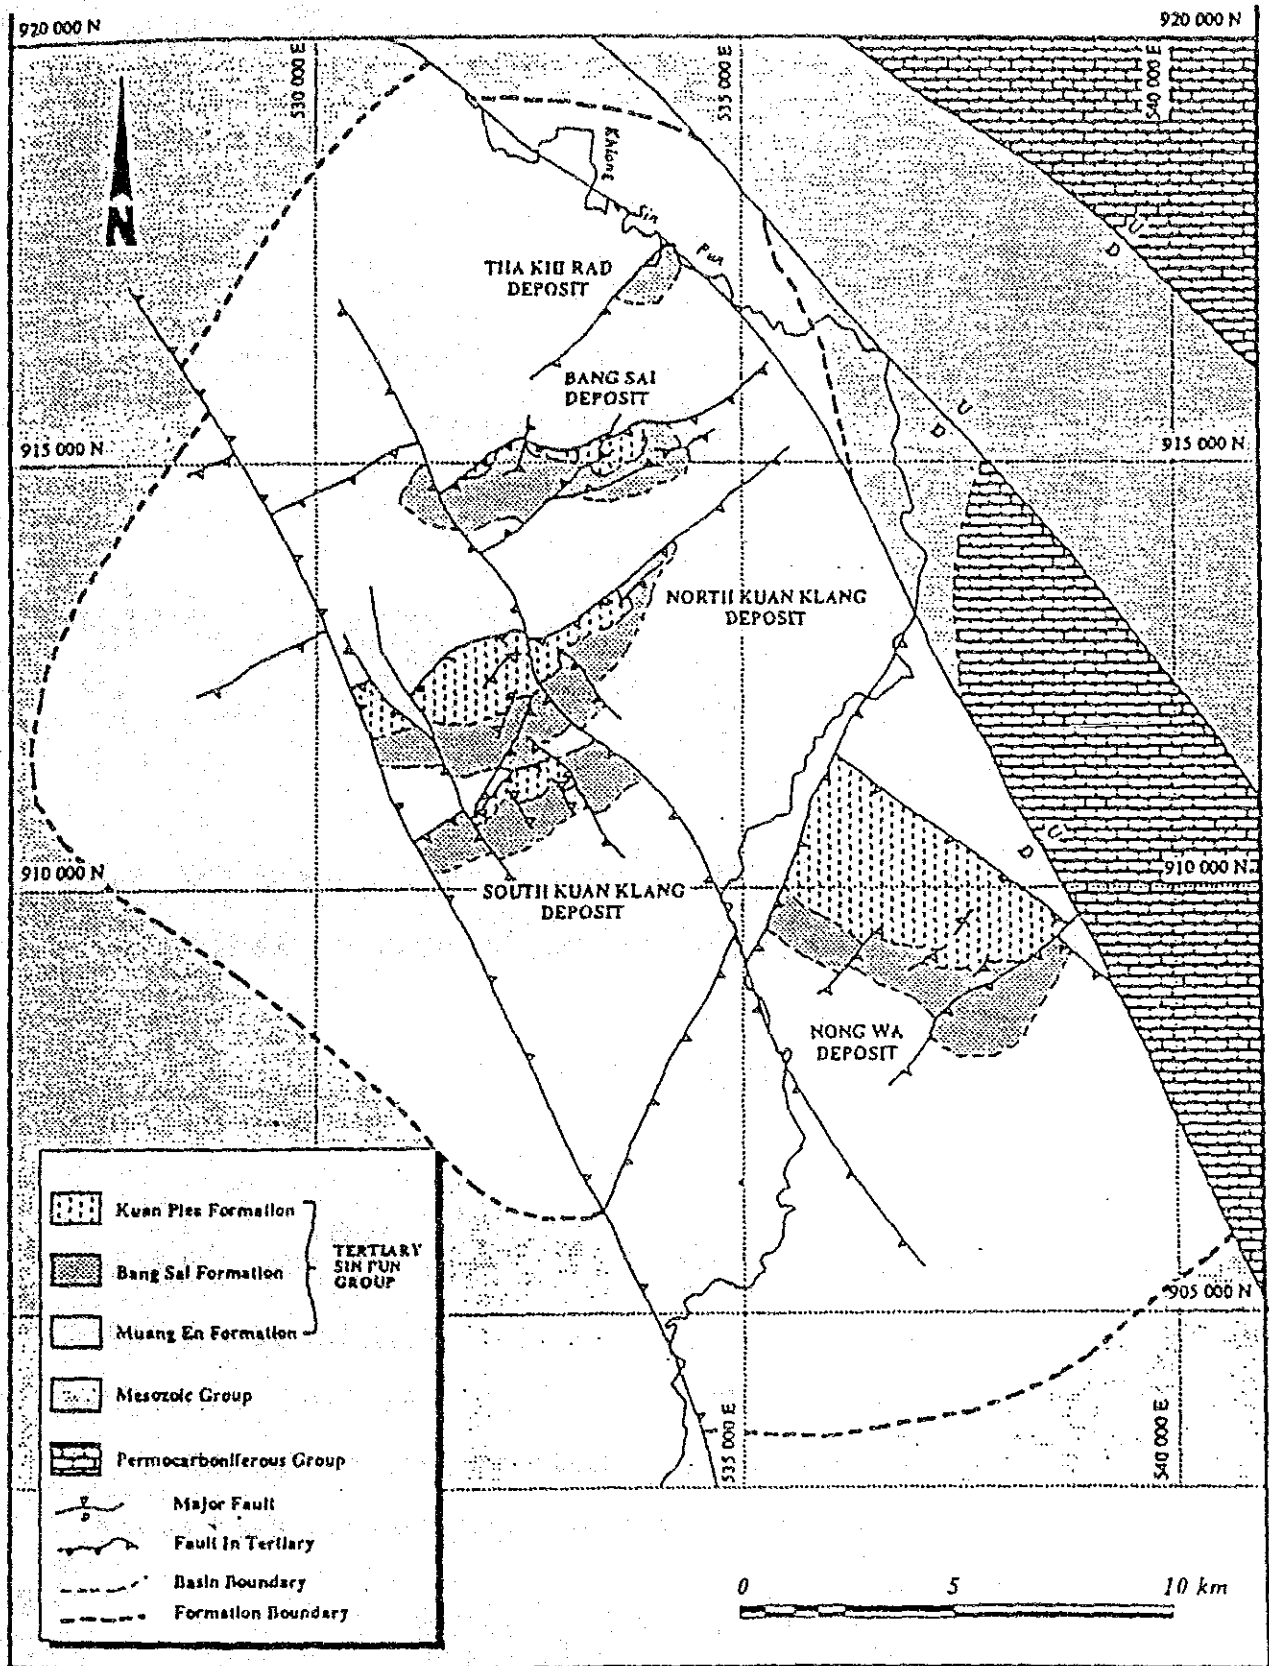 920 000 N
920 000 N
530 000 E
535 000 E
540 000 E
N
Khlong
Sin
Pun
U
D
THA KHI RAD
DEPOSIT
BANG SAI
DEPOSIT
U
D
915 000 N
915 000 N
NORTH KUAN KLANG
DEPOSIT
U
D
910 000 N
910 000 N
SOUTH KUAN KLANG
DEPOSIT
NONG WA
DEPOSIT
905 000 N
535 000 E
540 000 E
Kuan Plex Formation
Bang Sai Formation
TERTIARY
SIN PUN
GROUP
Muang En Formation
Mesozoic Group
Permocarboniferous Group
Major Fault
Fault In Tertiary
Basin Boundary
Formation Boundary
0 5 10 km